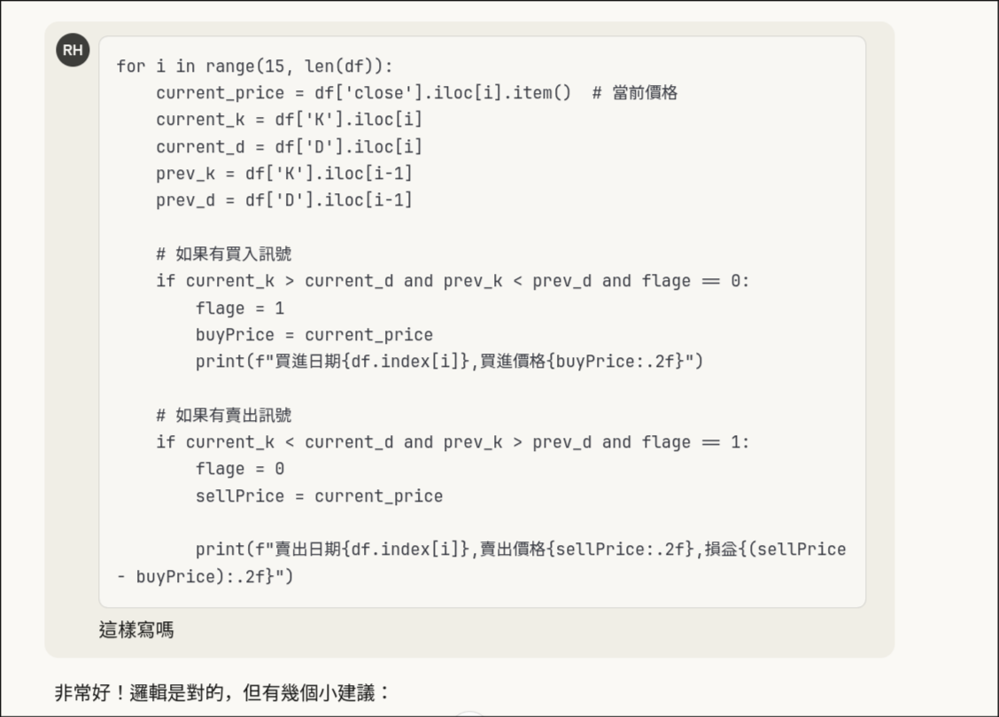 RH
for i in range(15, len(df)):
    current_price = df['close'].iloc[i].item()  # 當前價格
    current_k = df['K'].iloc[i]
    current_d = df['D'].iloc[i]
    prev_k = df['K'].iloc[i-1]
    prev_d = df['D'].iloc[i-1]
    # 如果有買入訊號
    if current_k > current_d and prev_k < prev_d and flage == 0:
        flage = 1
        buyPrice = current_price
        print(f"買進日期{df.index[i]},買進價格{buyPrice:.2f}")
    # 如果有賣出訊號
    if current_k < current_d and prev_k > prev_d and flage == 1:
        flage = 0
        sellPrice = current_price
        print(f"賣出日期{df.index[i]},賣出價格{sellPrice:.2f},損益{(sellPrice
- buyPrice):.2f}")
這樣寫嗎
非常好！邏輯是對的，但有幾個小建議：